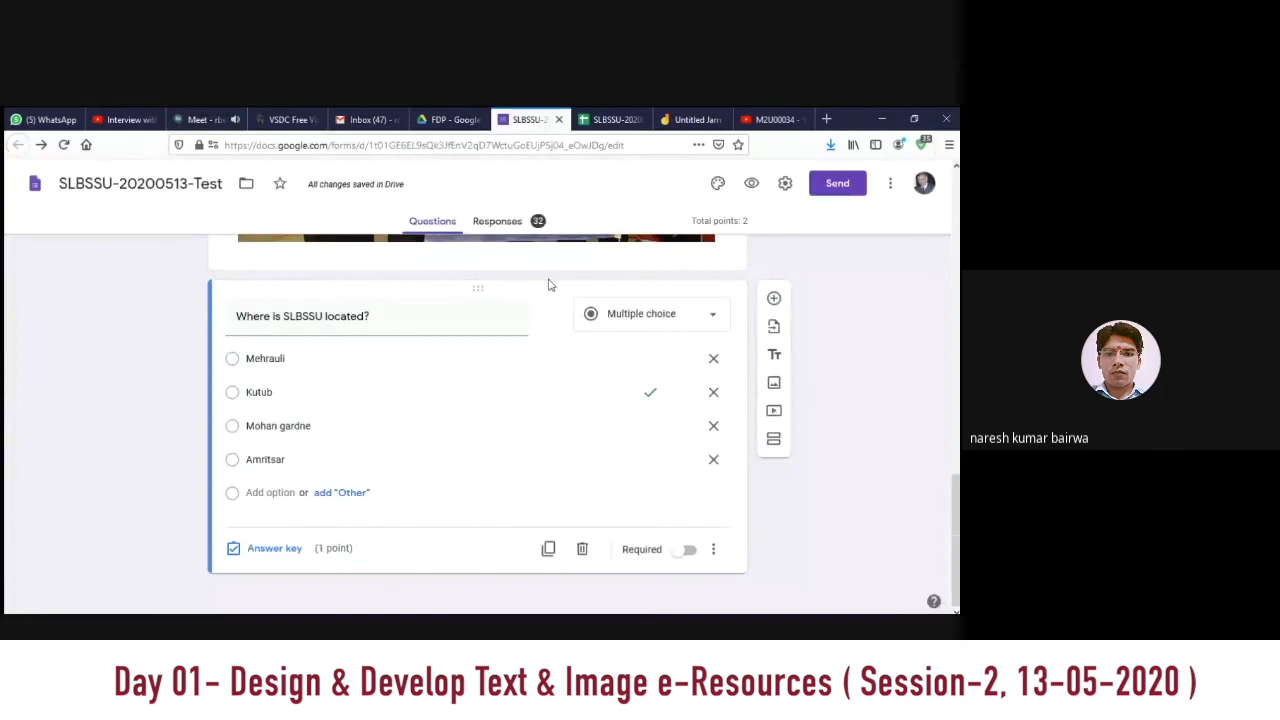 (5) WhatsApp
Interview with
Meet - rb
VSDC Free Vi
Inbox (47) - r
FDP - Google
SLBSSU-2
SLBSSU-2020
Untitled Jam
M2U00034 -
https://docs.google.com/forms/d/
/edit
35
SLBSSU-20200513-Test
All changes saved in Drive
Send
Questions
Responses 32
Total points: 2
Where is SLBSSU located?
Multiple choice
Mehrauli
Kutub
Mohan gardne
Amritsar
Add option or add "Other"
Answer key (1 point)
Required
naresh kumar bairwa
Day 01- Design & Develop Text & Image e-Resources ( Session-2, 13-05-2020 )